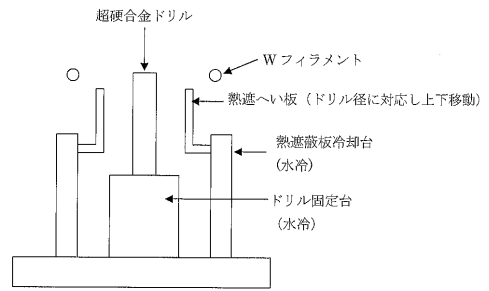 超硬合金ドリル
Wフィラメント
熱遮へい板(ドリル径に対応し上下移動)
熱遮蔽板冷却台
(水冷)
ドリル固定台
(水冷)